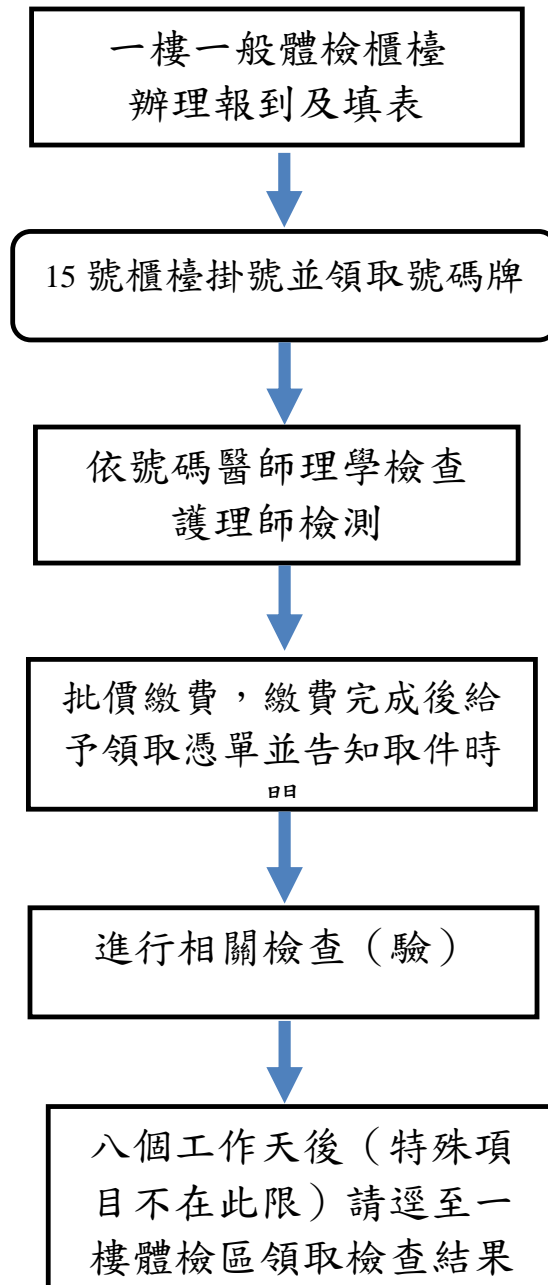 一樓一般體檢櫃檯
辦理報到及填表
15 號櫃檯掛號並領取號碼牌
依號碼醫師理學檢查
護理師檢測
批價繳費，繳費完成後給
予領取憑單並告知取件時
進行相關檢查（驗）
八個工作天後（特殊項
目不在此限）請逕至一
樓體檢區領取檢查結果